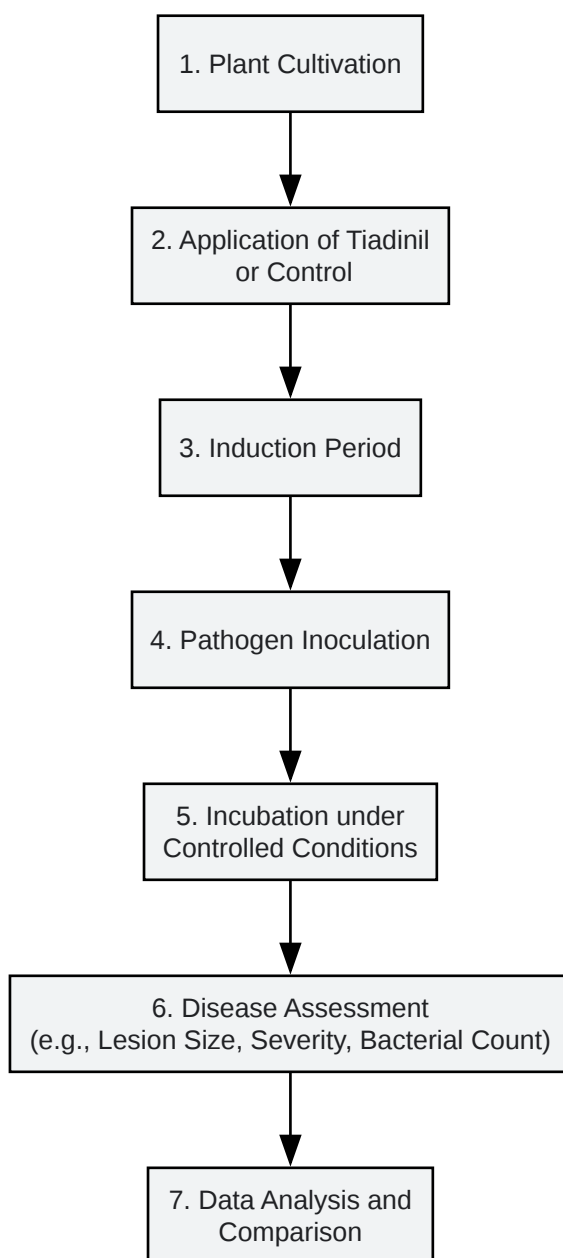 1. Plant Cultivation
2. Application of Tiadinil
or Control
3. Induction Period
4. Pathogen Inoculation
5. Incubation under
Controlled Conditions
6. Disease Assessment
(e.g., Lesion Size, Severity, Bacterial Count)
7. Data Analysis and
Comparison